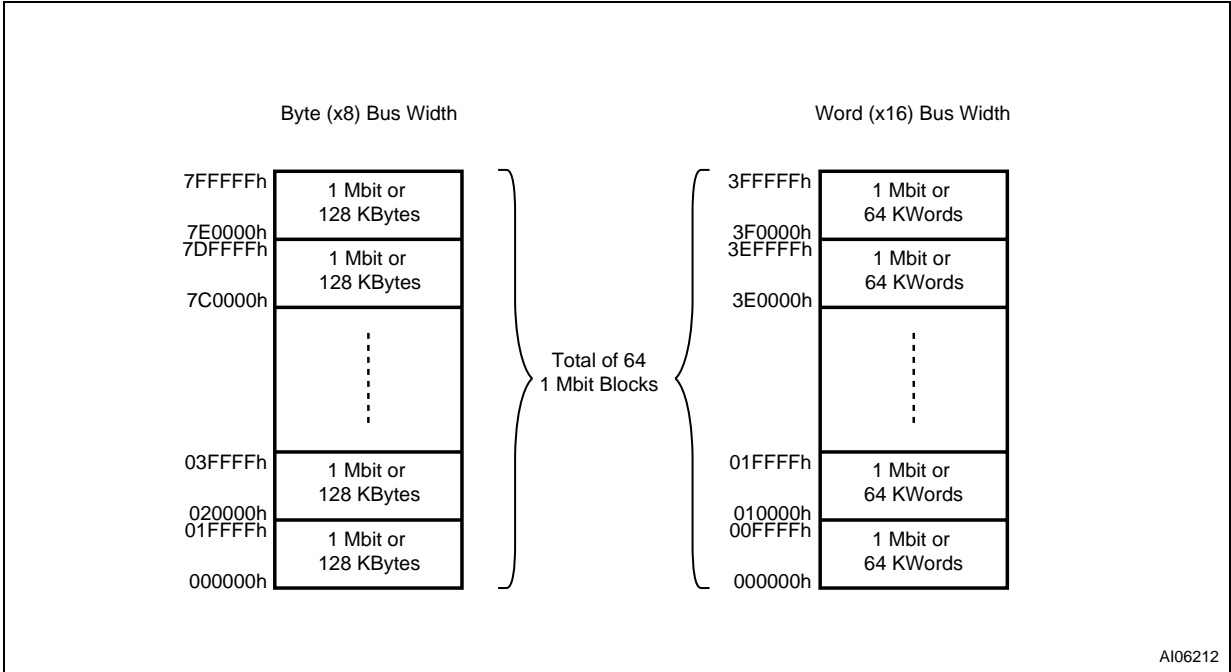 Byte (x8) Bus Width
Word (x16) Bus Width
7FFFFFh
1 Mbit or
128 KBytes
7E0000h
7DFFFFh
1 Mbit or
128 KBytes
7C0000h
03FFFFh
1 Mbit or
128 KBytes
020000h
01FFFFh
1 Mbit or
128 KBytes
000000h
Total of 64
1 Mbit Blocks
3FFFFFh
1 Mbit or
64 KWords
3F0000h
3EFFFFh
1 Mbit or
64 KWords
3E0000h
01FFFFh
1 Mbit or
64 KWords
010000h
00FFFFh
1 Mbit or
64 KWords
000000h
AI06212